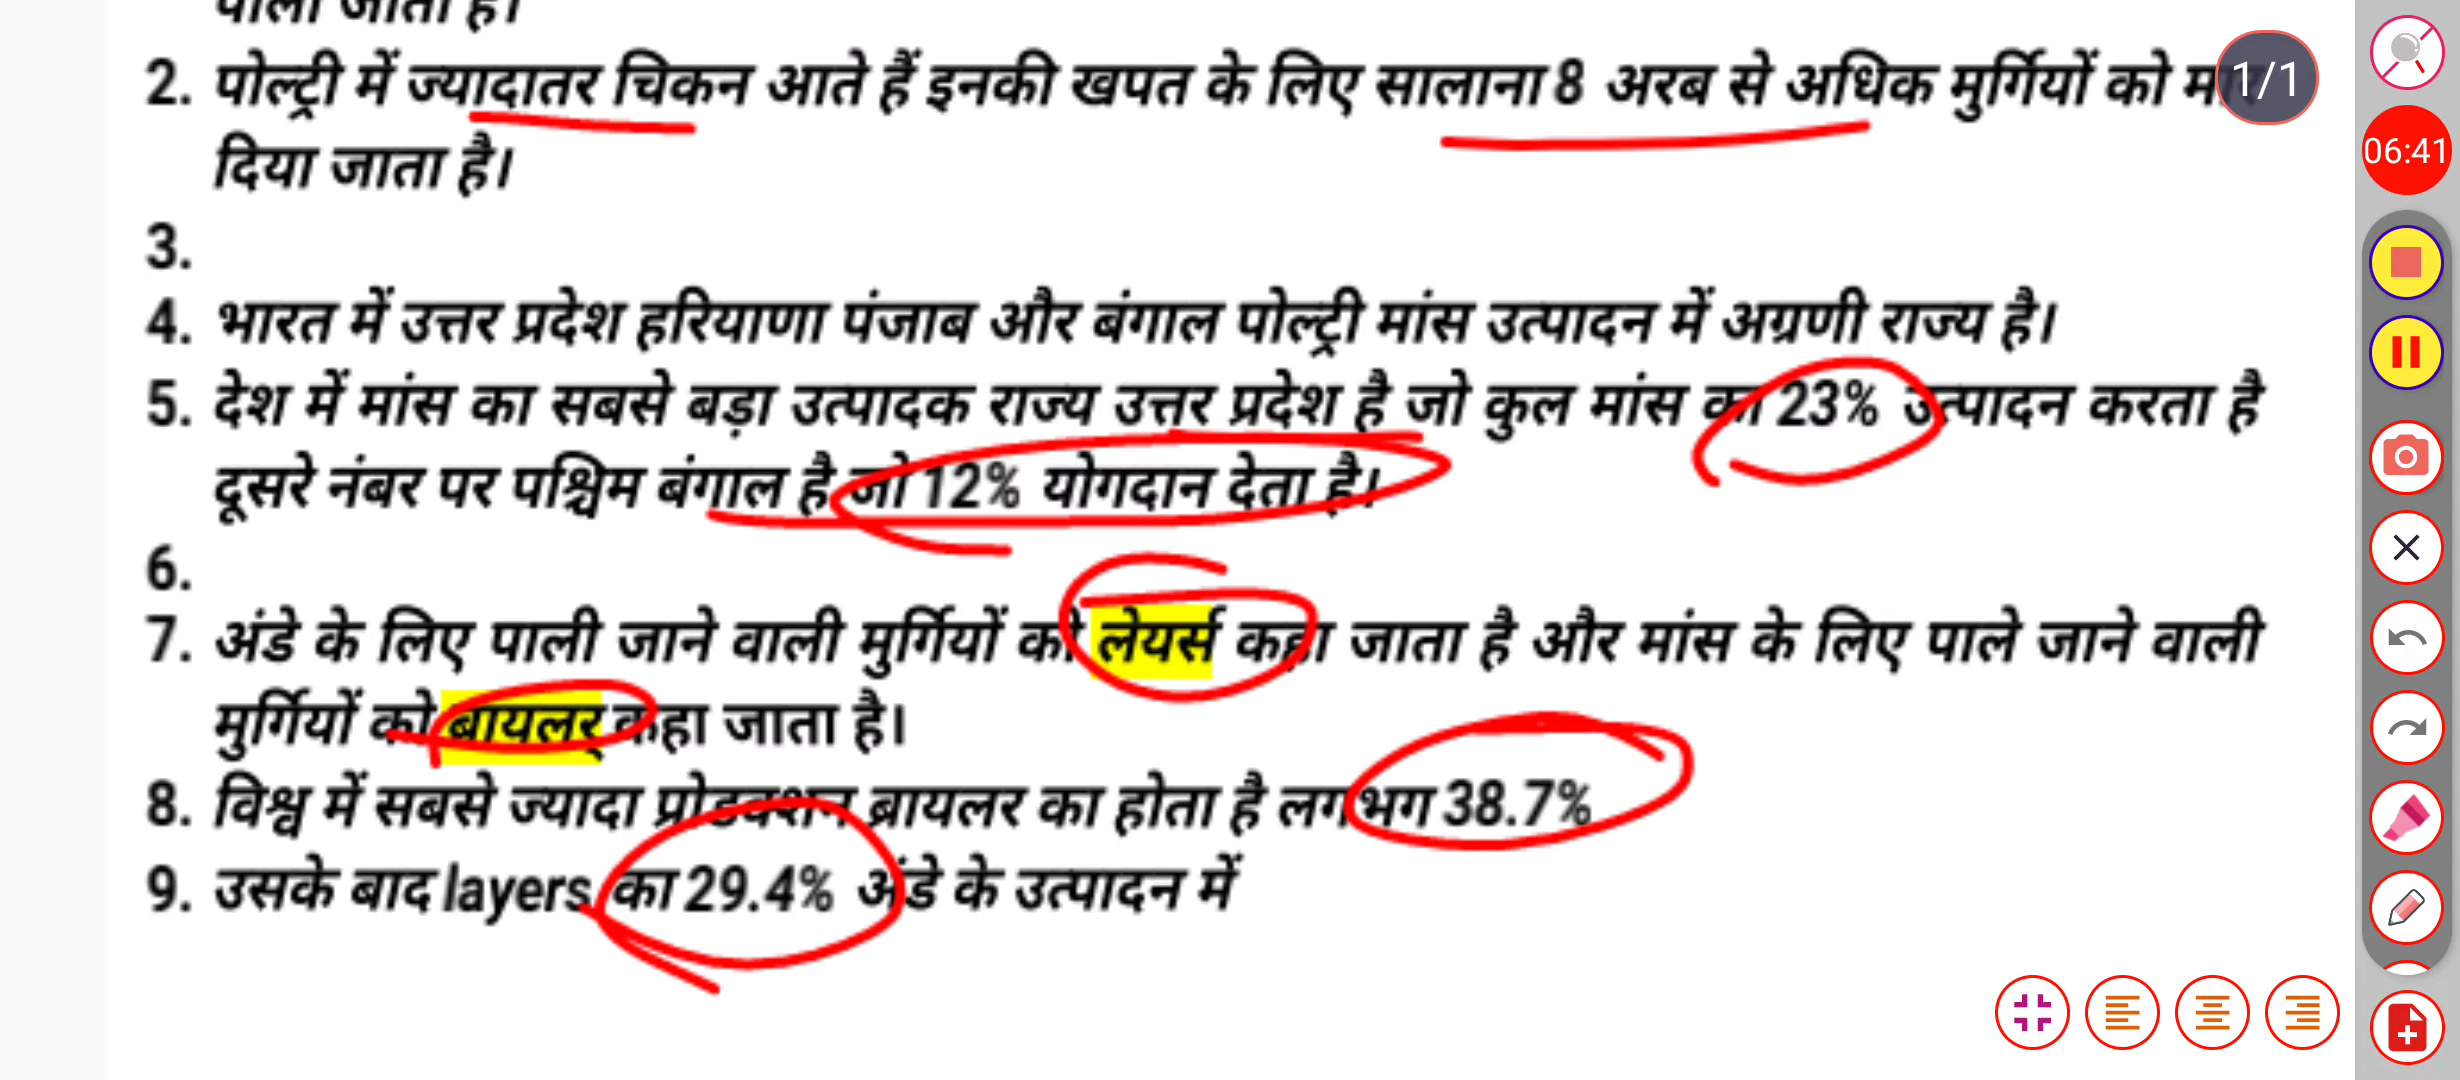 पाला जाता है।
2. पोल्ट्री में ज्यादातर चिकन आते हैं इनकी खपत के लिए सालाना 8 अरब से अधिक मुर्गियों को
दिया जाता है।
3.
4. भारत में उत्तर प्रदेश हरियाणा पंजाब और बंगाल पोल्ट्री मांस उत्पादन में अग्रणी राज्य है।
5. देश में मांस का सबसे बड़ा उत्पादक राज्य उत्तर प्रदेश है जो कुल मांस का 23% उत्पादन करता है
दूसरे नंबर पर पश्चिम बंगाल है जो 12% योगदान देता है।
6.
7. अंडे के लिए पाली जाने वाली मुर्गियों को लेयर्स कहा जाता है और मांस के लिए पाले जाने वाली
मुर्गियों को बायलर् कहा जाता है।
8. विश्व में सबसे ज्यादा प्रोडक्शन ब्रायलर का होता है लगभग 38.7%
9. उसके बाद layers का 29.4% अंडे के उत्पादन में
1/1
06:41